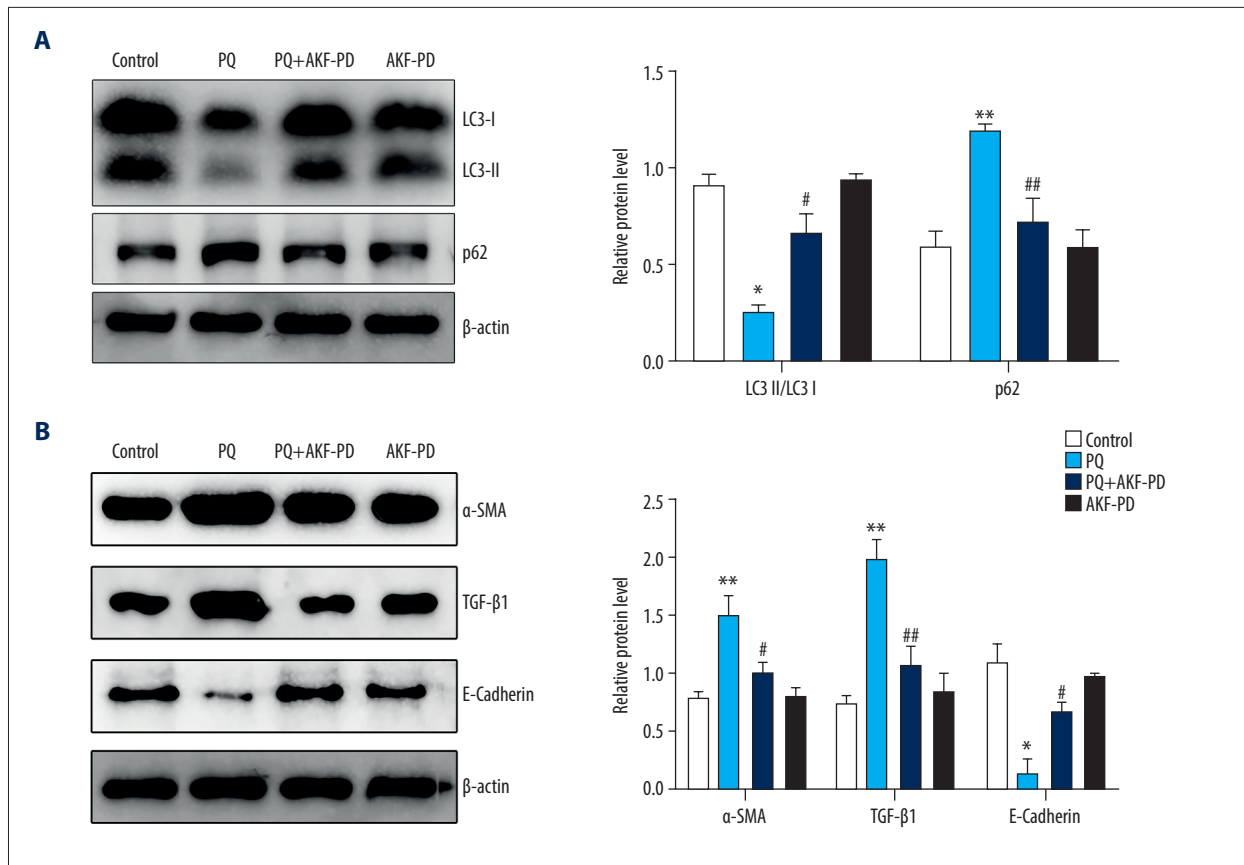 A
Control PQ PQ+AKF-PD AKF-PD
LC3-I
LC3-II
p62
β-actin
Relative protein level
1.5
1.0
0.5
0.0
* # ** ##
LC3 II/LC3 I p62
B
Control PQ PQ+AKF-PD AKF-PD
α-SMA
TGF-β1
E-Cadherin
β-actin
Control
PQ
PQ+AKF-PD
AKF-PD
Relative protein level
2.5
2.0
1.5
1.0
0.5
0.0
** # ** ## * #
α-SMA TGF-β1 E-Cadherin